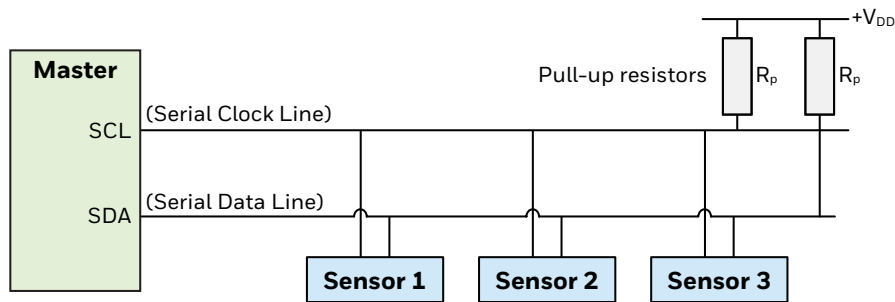 +VDD
Master
Pull-up resistors Rₚ Rₚ
(Serial Clock Line)
SCL
(Serial Data Line)
SDA
Sensor 1 Sensor 2 Sensor 3